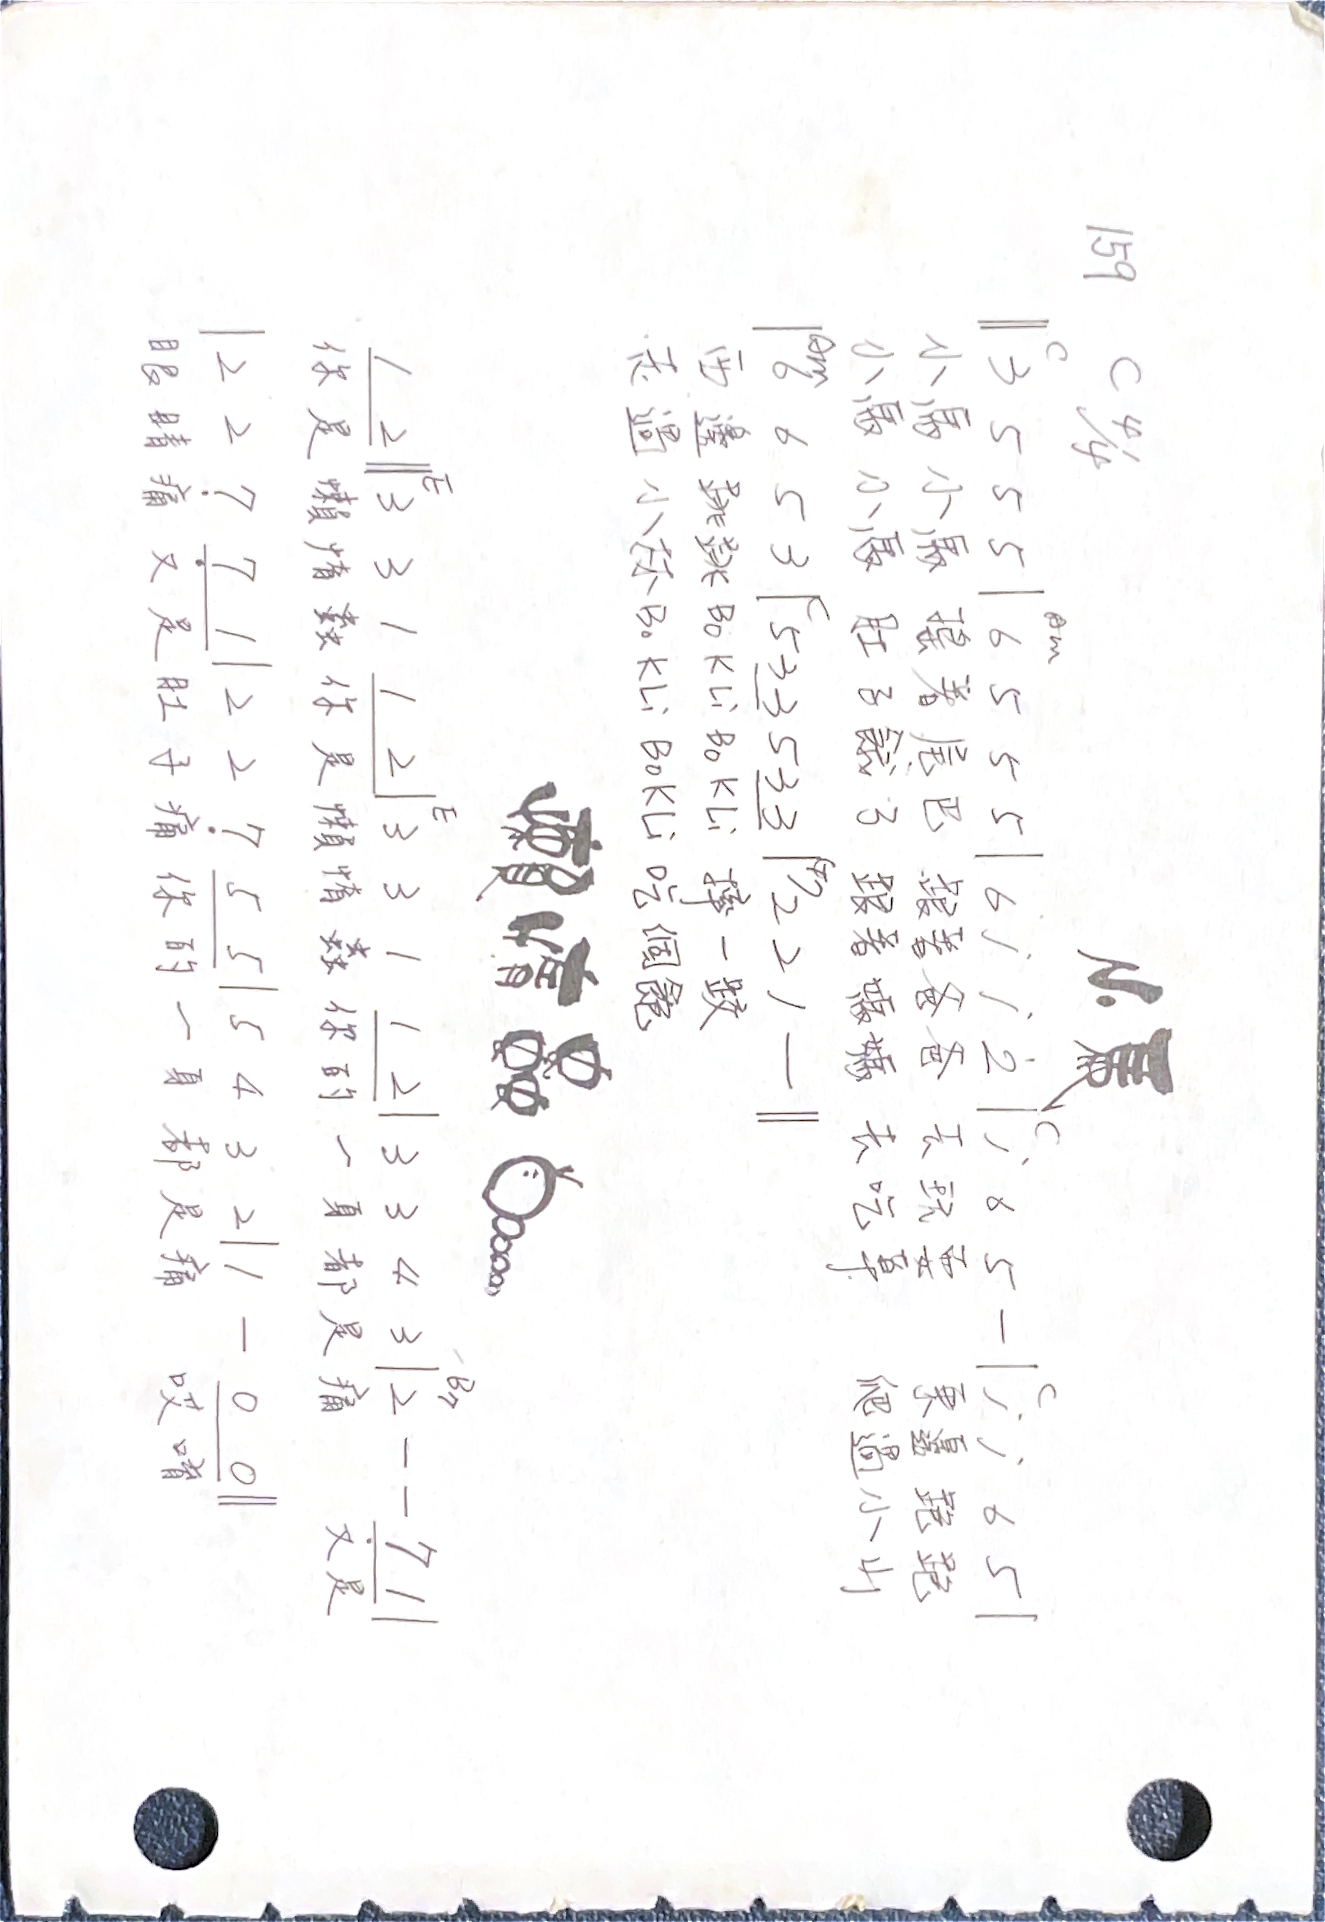 小馬
159 C 4/4
C Am C C
‖ 3 5 5 5 | 6 5 5 5 | 6 i i 2̇ | i 6 5 — | i i 6 5 |
小馬小馬 搖著尾巴 跟著爸爸 去玩耍 東邊跑跑
小馬小馬 肚子餓了 跟著媽媽 去吃草 爬過小山
Am C G7
| 6 6 5 3 | 5 3 3 5 3 3 | 2 2 1 — ‖
西邊跳跳 Bo KLi Bo KLi 摔一跤
走過小林 Bo KLi Bo KLi 吃個飽
懶惰蟲
E E B7
1 2 ‖ 3 3 1 1 2 | 3 3 1 1 2 | 3 3 4 3 | 2 — — 7̣ 1 |
你是懶惰蟲 你是懶惰蟲 你的一身都是痛 又是
| 2 2 7̣ 7̣ 1 | 2 2 7̣ 5 5 | 5 4 3 2 | 1 — 0 0 ‖
眼睛痛 又是肚子痛 你的一身都是痛 哎唷